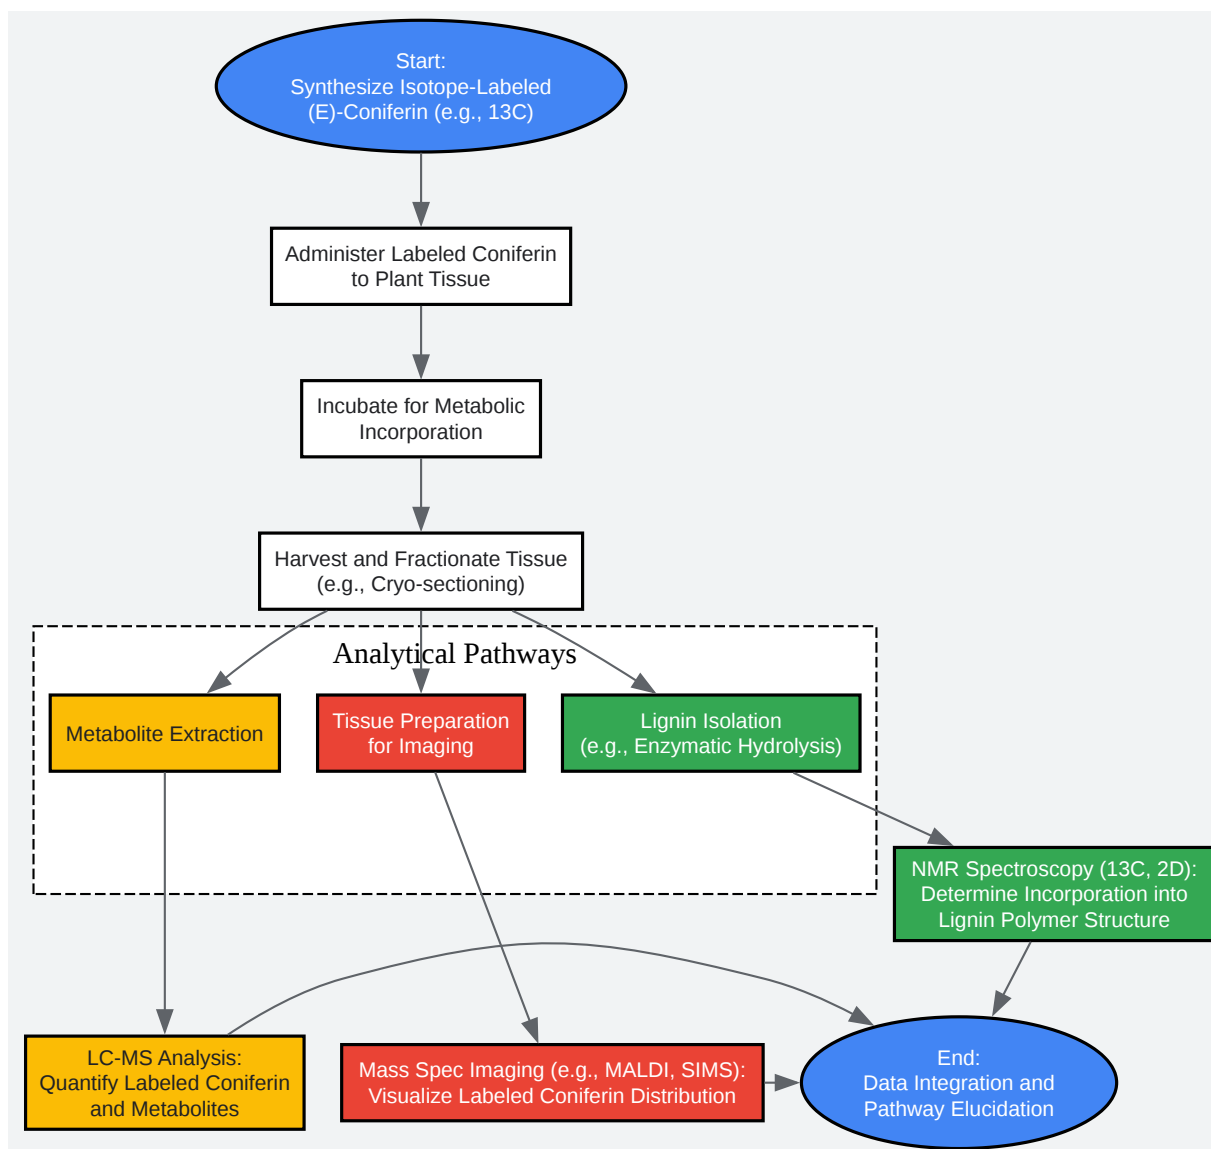 Start:
Synthesize Isotope-Labeled
(E)-Coniferin (e.g., 13C)
Administer Labeled Coniferin
to Plant Tissue
Incubate for Metabolic
Incorporation
Harvest and Fractionate Tissue
(e.g., Cryo-sectioning)
Analytical Pathways
Metabolite Extraction
Tissue Preparation
for Imaging
Lignin Isolation
(e.g., Enzymatic Hydrolysis)
NMR Spectroscopy (13C, 2D):
Determine Incorporation into
Lignin Polymer Structure
LC-MS Analysis:
Quantify Labeled Coniferin
and Metabolites
Mass Spec Imaging (e.g., MALDI, SIMS):
Visualize Labeled Coniferin Distribution
End:
Data Integration and
Pathway Elucidation